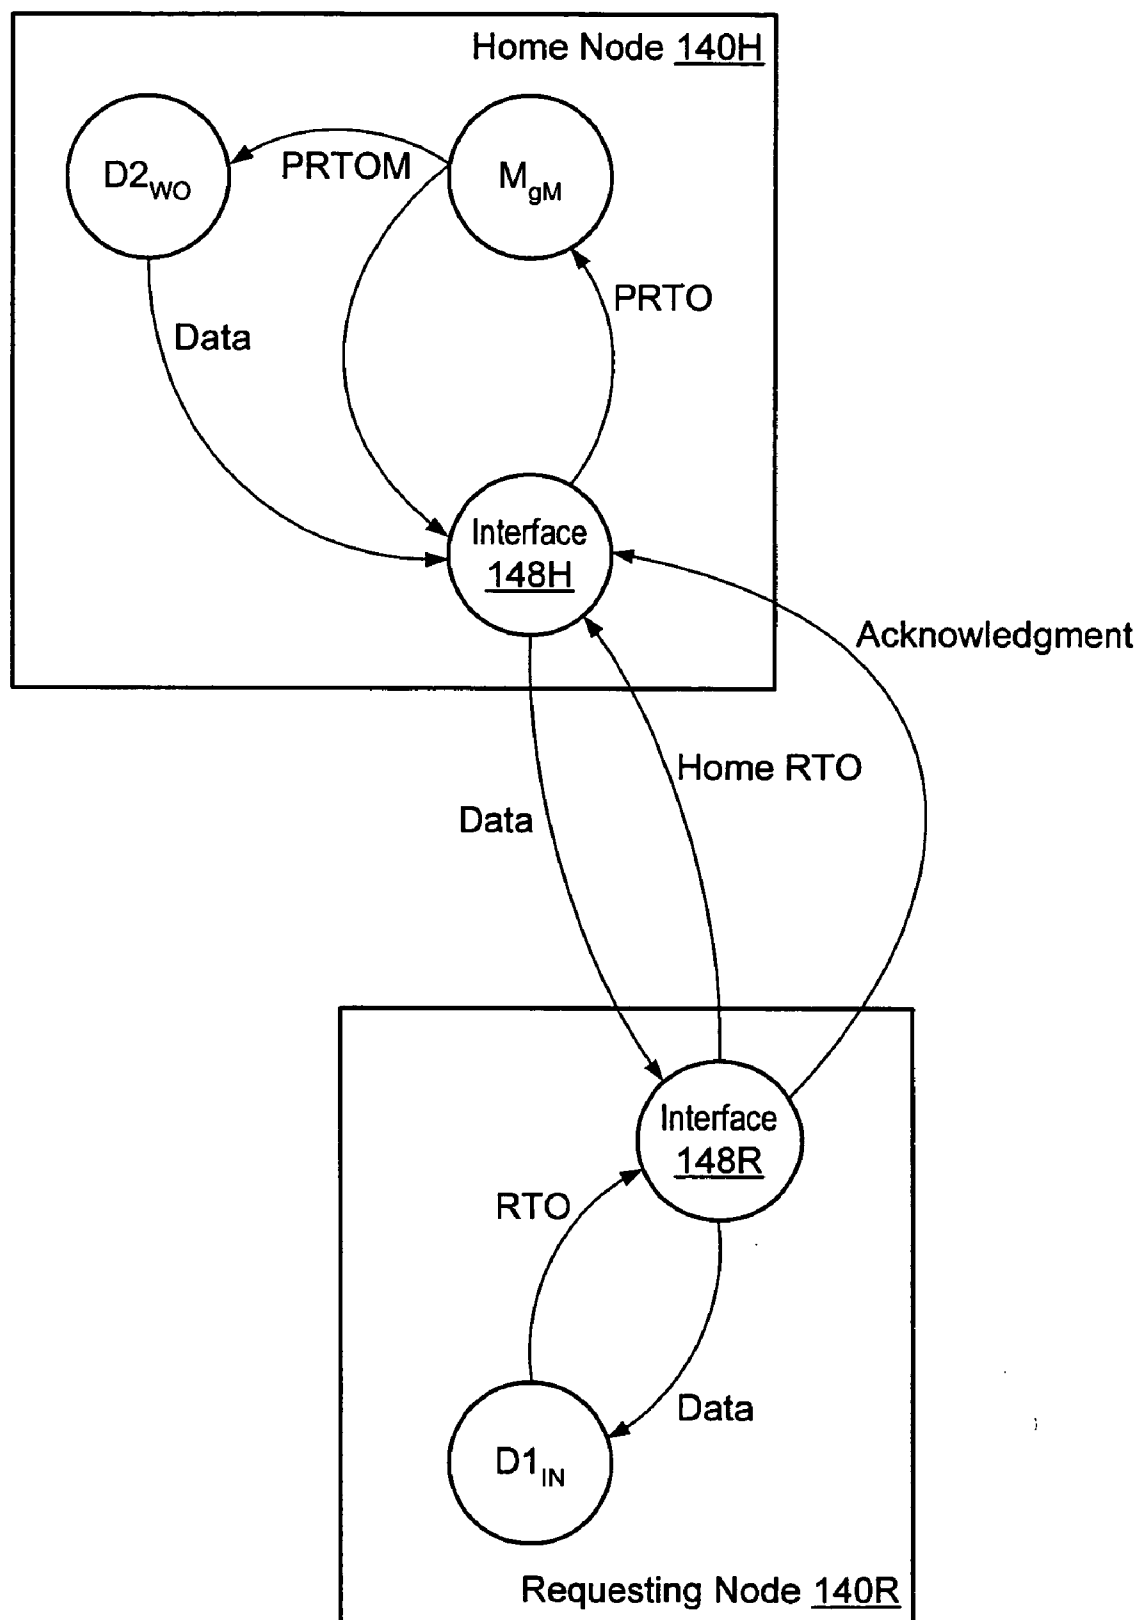 Home Node 140H
D2WO
PRTOM
MgM
PRTO
Data
Interface
148H
Acknowledgment
Home RTO
Data
Interface
148R
RTO
Data
D1IN
Requesting Node 140R